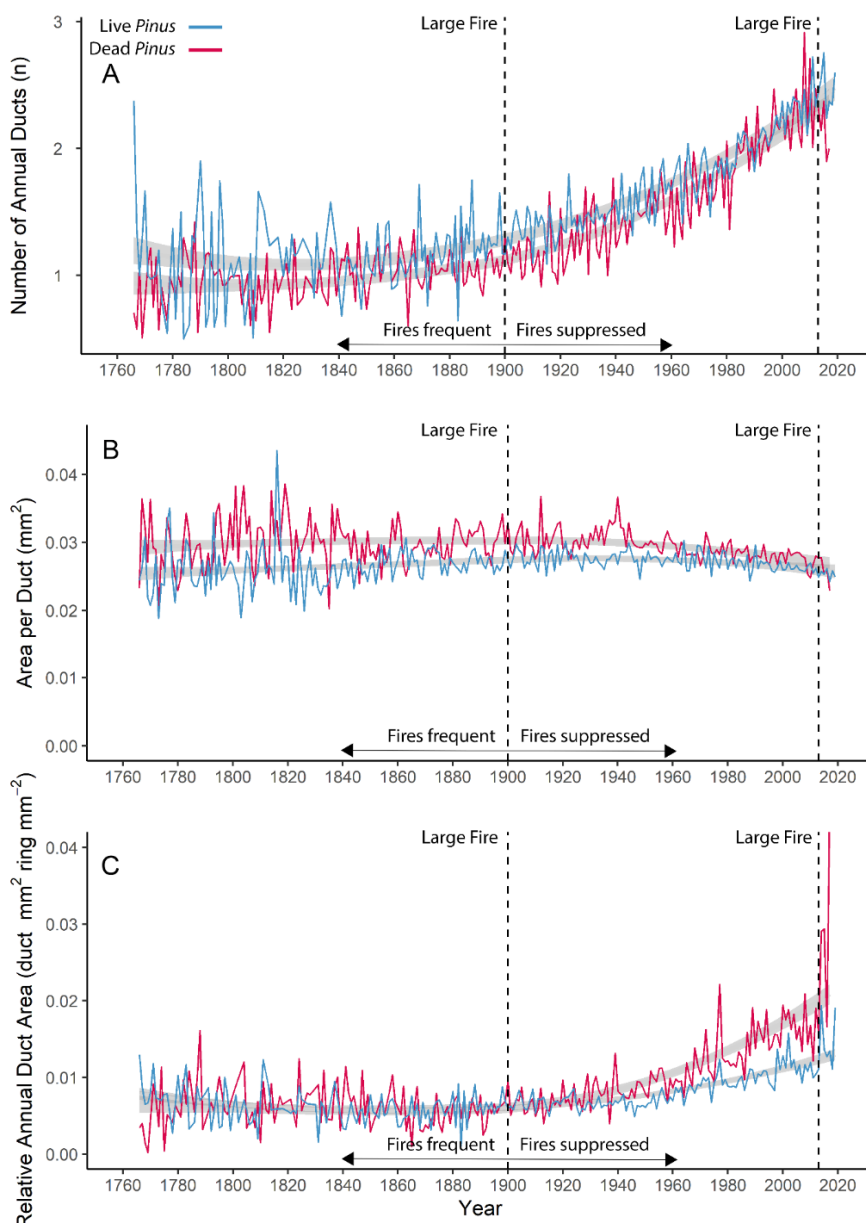 Live Pinus
Dead Pinus
A
Large Fire
Large Fire
Number of Annual Ducts (n)
3
2
1
Fires frequent
Fires suppressed
1760 1780 1800 1820 1840 1860 1880 1900 1920 1940 1960 1980 2000 2020
B
Large Fire
Large Fire
Area per Duct (mm²)
0.04
0.03
0.02
0.01
0.00
Fires frequent
Fires suppressed
1760 1780 1800 1820 1840 1860 1880 1900 1920 1940 1960 1980 2000 2020
C
Large Fire
Large Fire
Relative Annual Duct Area (duct mm² ring mm⁻²)
0.04
0.03
0.02
0.01
0.00
Fires frequent
Fires suppressed
1760 1780 1800 1820 1840 1860 1880 1900 1920 1940 1960 1980 2000 2020
Year